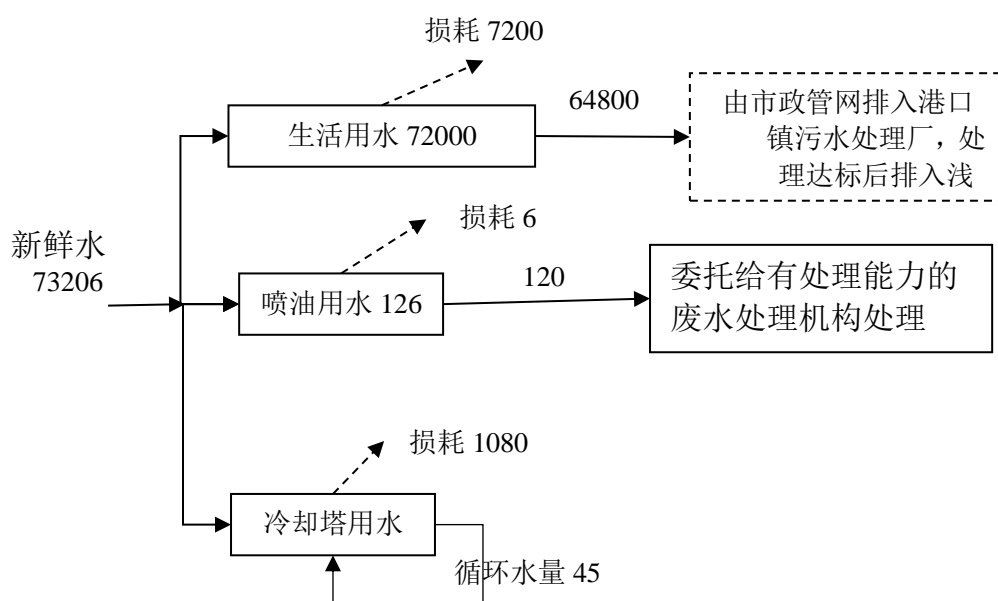 损耗 7200
64800
生活用水 72000
由市政管网排入港口
镇污水处理厂，处
理达标后排入浅
损耗 6
新鲜水
73206
喷油用水 126
120
委托给有处理能力的
废水处理机构处理
损耗 1080
冷却塔用水
循环水量 45